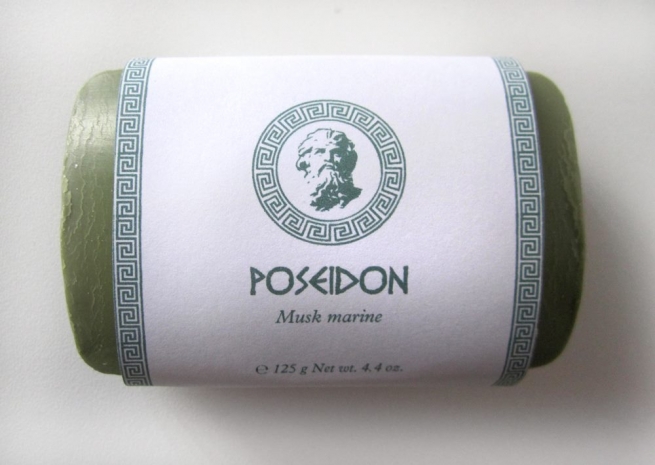 POSEIDON
Musk marine
℮ 125 g Net wt. 4.4 oz.